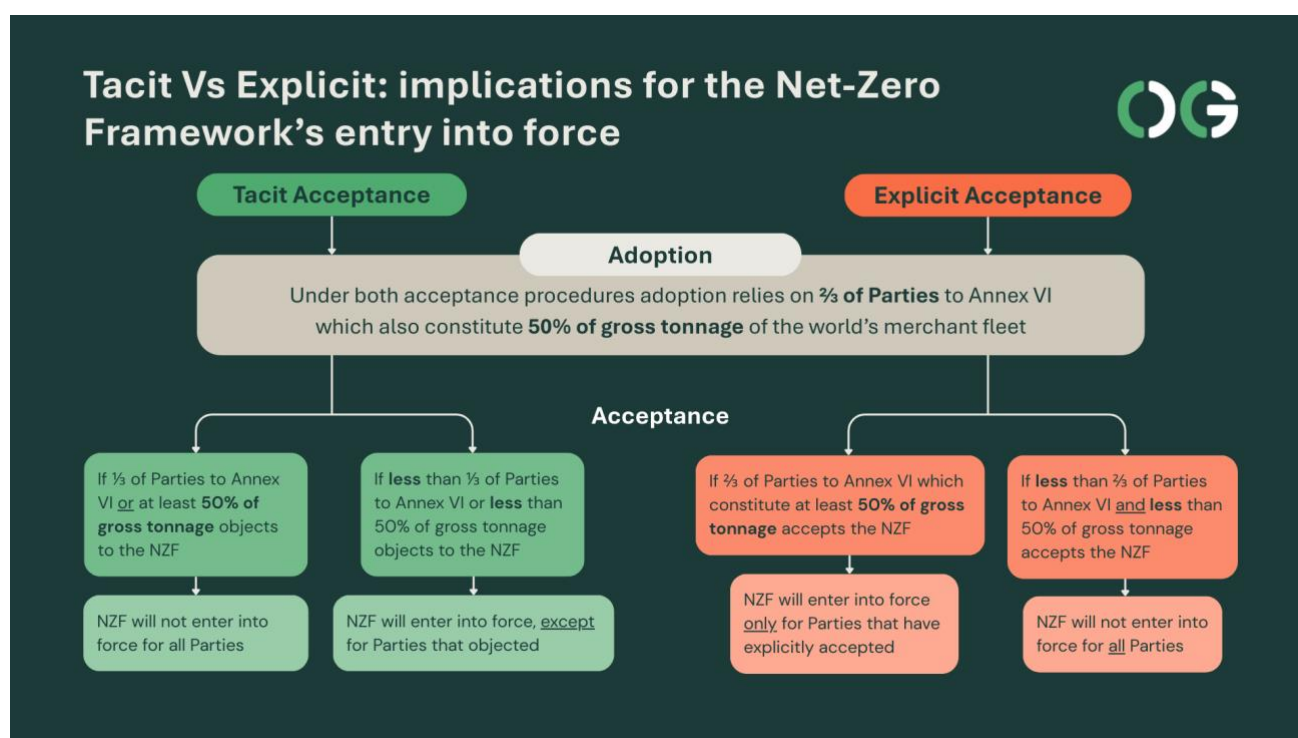 Tacit Vs Explicit: implications for the Net-Zero
Framework's entry into force
OG
Tacit Acceptance
Explicit Acceptance
Adoption
Under both acceptance procedures adoption relies on ⅔ of Parties to Annex VI
which also constitute 50% of gross tonnage of the world's merchant fleet
Acceptance
If ⅓ of Parties to Annex
VI or at least 50% of
gross tonnage objects
to the NZF
If less than ⅓ of Parties
to Annex VI or less than
50% of gross tonnage
objects to the NZF
If ⅔ of Parties to Annex VI which
constitute at least 50% of gross
tonnage accepts the NZF
If less than ⅔ of Parties
to Annex VI and less than
50% of gross tonnage
accepts the NZF
NZF will not enter into
force for all Parties
NZF will enter into force, except
for Parties that objected
NZF will enter into force
only for Parties that have
explicitly accepted
NZF will not enter into
force for all Parties